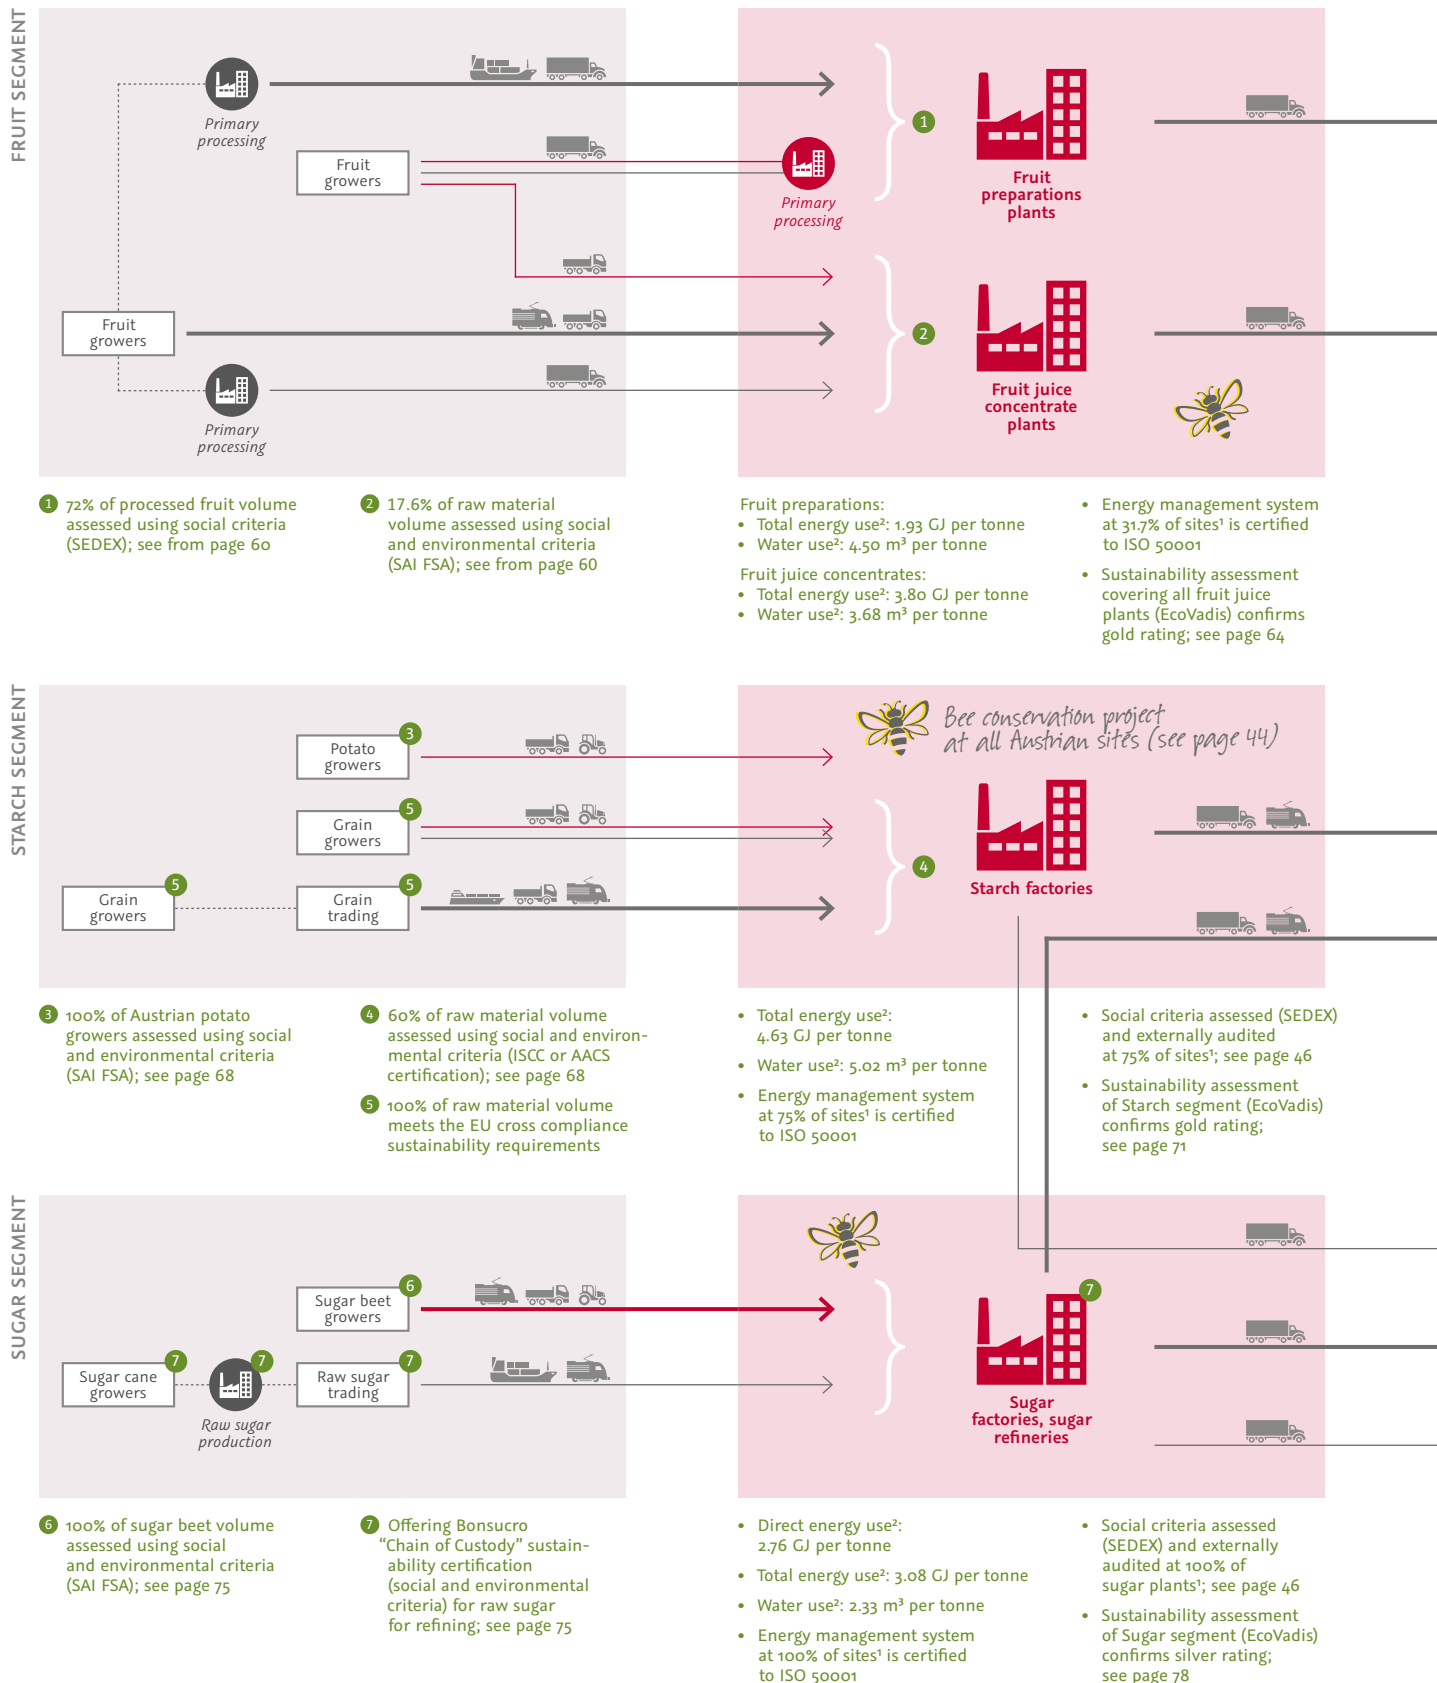 FRUIT SEGMENT
Primary
processing
Fruit
growers
Primary
processing
1
Fruit
preparations
plants
Fruit
growers
2
Primary
processing
Fruit juice
concentrate
plants
1 72% of processed fruit volume
assessed using social criteria
(SEDEX); see from page 60
2 17.6% of raw material
volume assessed using social
and environmental criteria
(SAI FSA); see from page 60
Fruit preparations:
• Total energy use²: 1.93 GJ per tonne
• Water use²: 4.50 m³ per tonne
Fruit juice concentrates:
• Total energy use²: 3.80 GJ per tonne
• Water use²: 3.68 m³ per tonne
• Energy management system
at 31.7% of sites¹ is certified
to ISO 50001
• Sustainability assessment
covering all fruit juice
plants (EcoVadis) confirms
gold rating; see page 64
STARCH SEGMENT
3
Potato
growers
5
Grain
growers
5
Grain
growers
5
Grain
trading
Bee conservation project
at all Austrian sites (see page 44)
4
Starch factories
3 100% of Austrian potato
growers assessed using social
and environmental criteria
(SAI FSA); see page 68
4 60% of raw material volume
assessed using social and environ-
mental criteria (ISCC or AACS
certification); see page 68
5 100% of raw material volume
meets the EU cross compliance
sustainability requirements
• Total energy use²:
4.63 GJ per tonne
• Water use²: 5.02 m³ per tonne
• Energy management system
at 75% of sites¹ is certified
to ISO 50001
• Social criteria assessed (SEDEX)
and externally audited
at 75% of sites¹; see page 46
• Sustainability assessment
of Starch segment (EcoVadis)
confirms gold rating;
see page 71
SUGAR SEGMENT
6
Sugar beet
growers
7
Sugar cane
growers
7
Raw sugar
production
7
Raw sugar
trading
7
Sugar
factories, sugar
refineries
6 100% of sugar beet volume
assessed using social
and environmental criteria
(SAI FSA); see page 75
7 Offering Bonsucro
“Chain of Custody” sustain-
ability certification
(social and environmental
criteria) for raw sugar
for refining; see page 75
• Direct energy use²:
2.76 GJ per tonne
• Total energy use²: 3.08 GJ per tonne
• Water use²: 2.33 m³ per tonne
• Energy management system
at 100% of sites¹ is certified
to ISO 50001
• Social criteria assessed
(SEDEX) and externally
audited at 100% of
sugar plants¹; see page 46
• Sustainability assessment
of Sugar segment (EcoVadis)
confirms silver rating;
see page 78